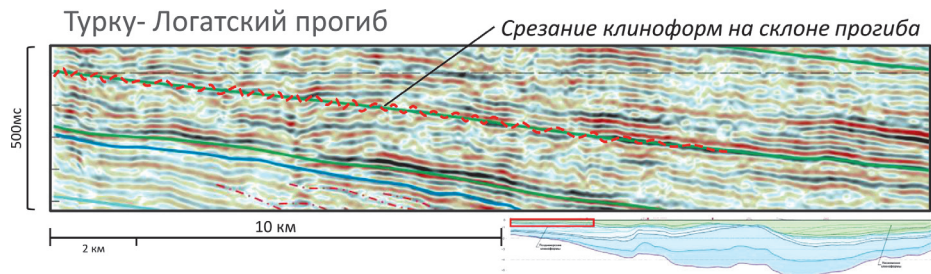 Турку- Логатский прогиб
Срезание клиноформ на склоне прогиба
500мс
10 км
2 км